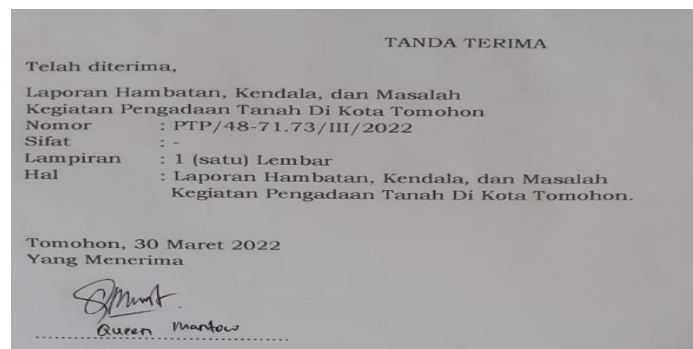 TANDA TERIMA
Telah diterima,
Laporan Hambatan, Kendala, dan Masalah
Kegiatan Pengadaan Tanah Di Kota Tomohon
Nomor : PTP/48-71.73/III/2022
Sifat : -
Lampiran : 1 (satu) Lembar
Hal : Laporan Hambatan, Kendala, dan Masalah
Kegiatan Pengadaan Tanah Di Kota Tomohon.
Tomohon, 30 Maret 2022
Yang Menerima
Queen Mantow